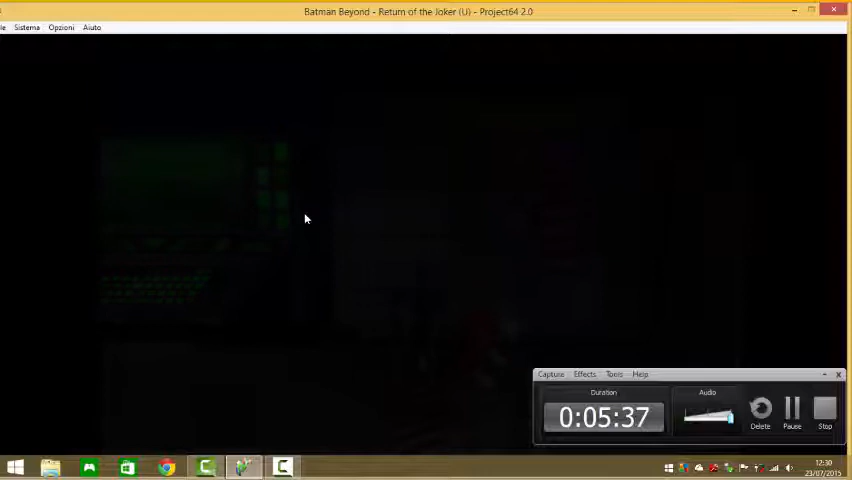 Batman Beyond - Return of the Joker (U) - Project64 2.0
le Sistema Opzioni Aiuto
Capture Effects Tools Help
Duration
Audio
0:05:37
Delete Pause Stop
12:30
23/07/2015